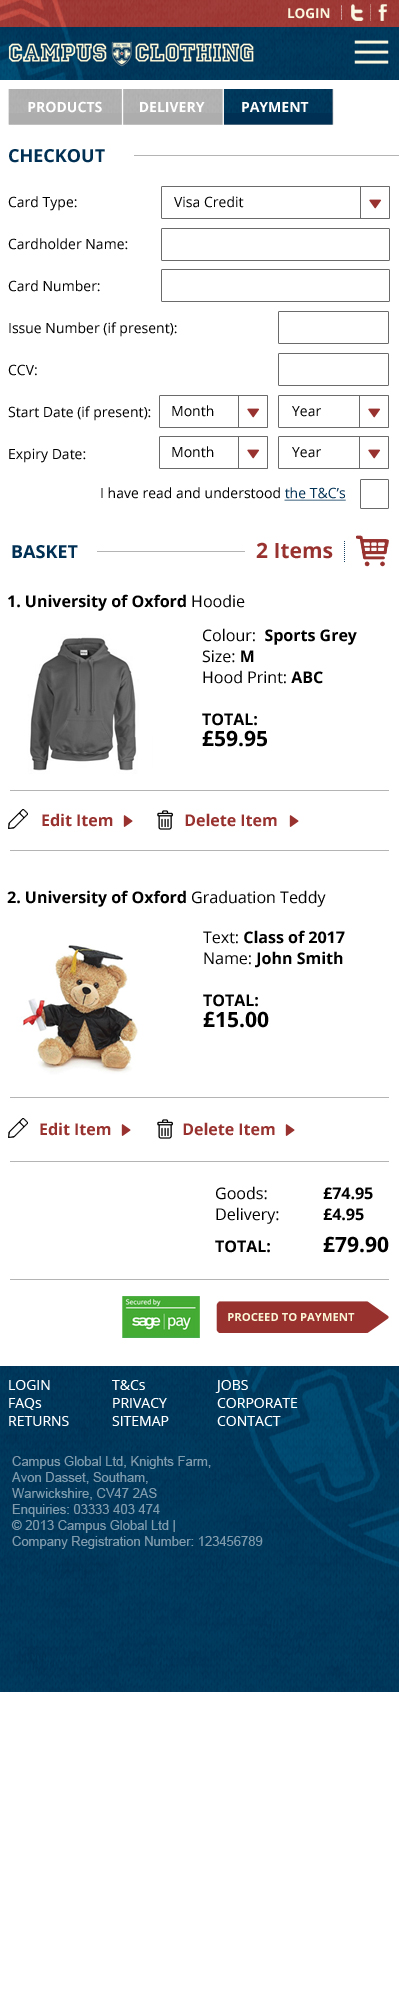 LOGIN
CAMPUS CLOTHING
PRODUCTS DELIVERY PAYMENT
CHECKOUT
Card Type: Visa Credit
Cardholder Name:
Card Number:
Issue Number (if present):
CCV:
Start Date (if present): Month Year
Expiry Date: Month Year
I have read and understood the T&C's
BASKET 2 Items
1. University of Oxford Hoodie
Colour: Sports Grey
Size: M
Hood Print: ABC
TOTAL:
£59.95
Edit Item Delete Item
2. University of Oxford Graduation Teddy
Text: Class of 2017
Name: John Smith
TOTAL:
£15.00
Edit Item Delete Item
Goods: £74.95
Delivery: £4.95
TOTAL: £79.90
Secured by
sage pay
PROCEED TO PAYMENT
LOGIN T&Cs JOBS
FAQs PRIVACY CORPORATE
RETURNS SITEMAP CONTACT
Campus Global Ltd, Knights Farm,
Avon Dasset, Southam,
Warwickshire, CV47 2AS
Enquiries: 03333 403 474
© 2013 Campus Global Ltd |
Company Registration Number: 123456789